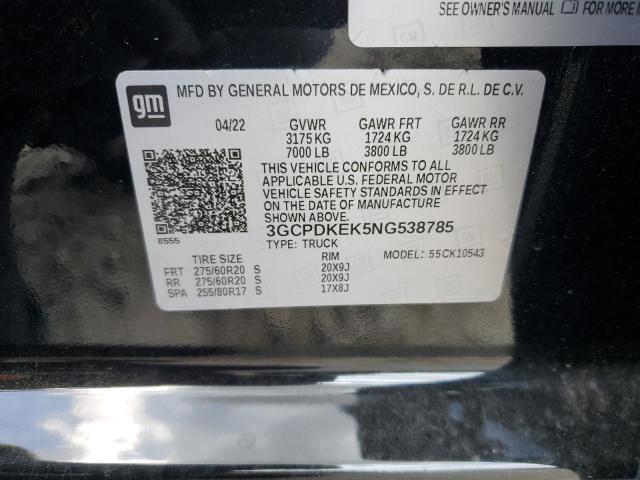 SEE OWNER'S MANUAL FOR MORE
gm
MFD BY GENERAL MOTORS DE MEXICO, S. DE R.L. DE C.V.
04/22 GVWR GAWR FRT GAWR RR
3175 KG 1724 KG 1724 KG
7000 LB 3800 LB 3800 LB
THIS VEHICLE CONFORMS TO ALL
APPLICABLE U.S. FEDERAL MOTOR
VEHICLE SAFETY STANDARDS IN EFFECT
ON THE DATE OF MANUFACTURE
SHOWN ABOVE.
8555
3GCPDKEK5NG538785
TYPE: TRUCK
TIRE SIZE RIM MODEL: 55CK10543
FRT 275/60R20 S 20X9J
RR 275/60R20 S 20X9J
SPA 255/80R17 S 17X8J